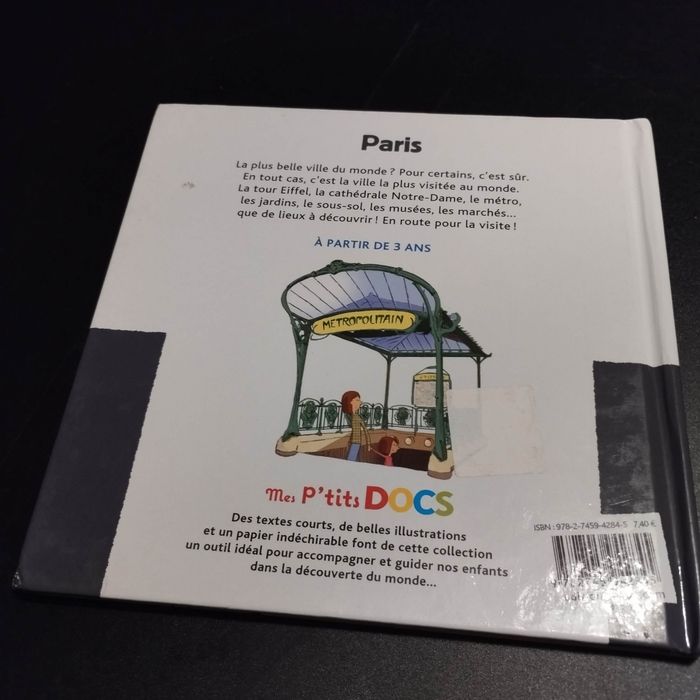 Paris
La plus belle ville du monde ? Pour certains, c'est sûr.
En tout cas, c'est la ville la plus visitée au monde.
La tour Eiffel, la cathédrale Notre-Dame, le métro,
les jardins, le sous-sol, les musées, les marchés...
que de lieux à découvrir ! En route pour la visite !
À PARTIR DE 3 ANS
METROPOLITAIN
Mes P'tits DOCS
Des textes courts, de belles illustrations
et un papier indéchirable font de cette collection
un outil idéal pour accompagner et guider nos enfants
dans la découverte du monde...
ISBN : 978-2-7459-4284-5 7,40 €